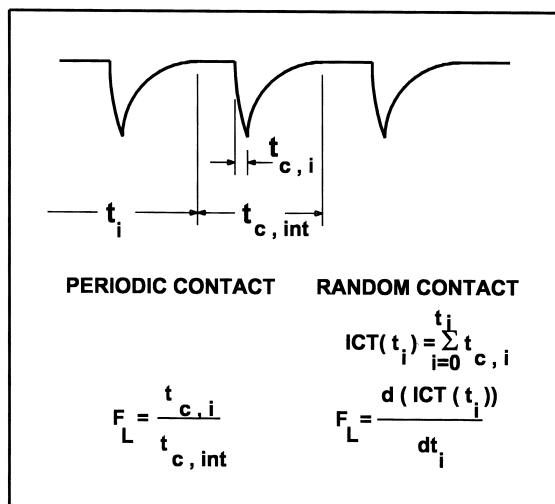 t c , i
t i t c , int
PERIODIC CONTACT RANDOM CONTACT
ICT( t i ) = t i Σ i=0 t c , i
F L = t c , i / t c , int
F L = d ( ICT ( t i )) / dt i